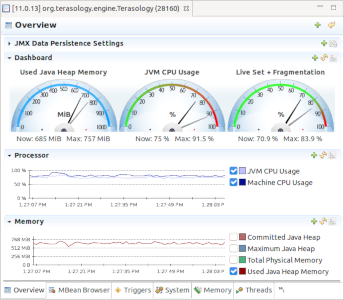 [11.0.13] org.terasology.engine.Terasology (28160)
Overview
JMX Data Persistence Settings
Dashboard
Used Java Heap Memory JVM CPU Usage Live Set + Fragmentation
MiB % %
Now: 685 MiB Max: 757 MiB Now: 75 % Max: 91.5 % Now: 70.9 % Max: 83.9 %
Processor
100 %
50 %
0 %
1:27:07 PM 1:27:21 PM 1:27:35 PM 1:27:49 PM 1:28:03 PM
JVM CPU Usage
Machine CPU Usage
Memory
768 MiB
512 MiB
256 MiB
0 MiB
1:27:07 PM 1:27:21 PM 1:27:35 PM 1:27:49 PM 1:28:03 PM
Committed Java Heap
Maximum Java Heap
Total Physical Memory
Used Java Heap Memory
Overview MBean Browser Triggers System Memory Threads